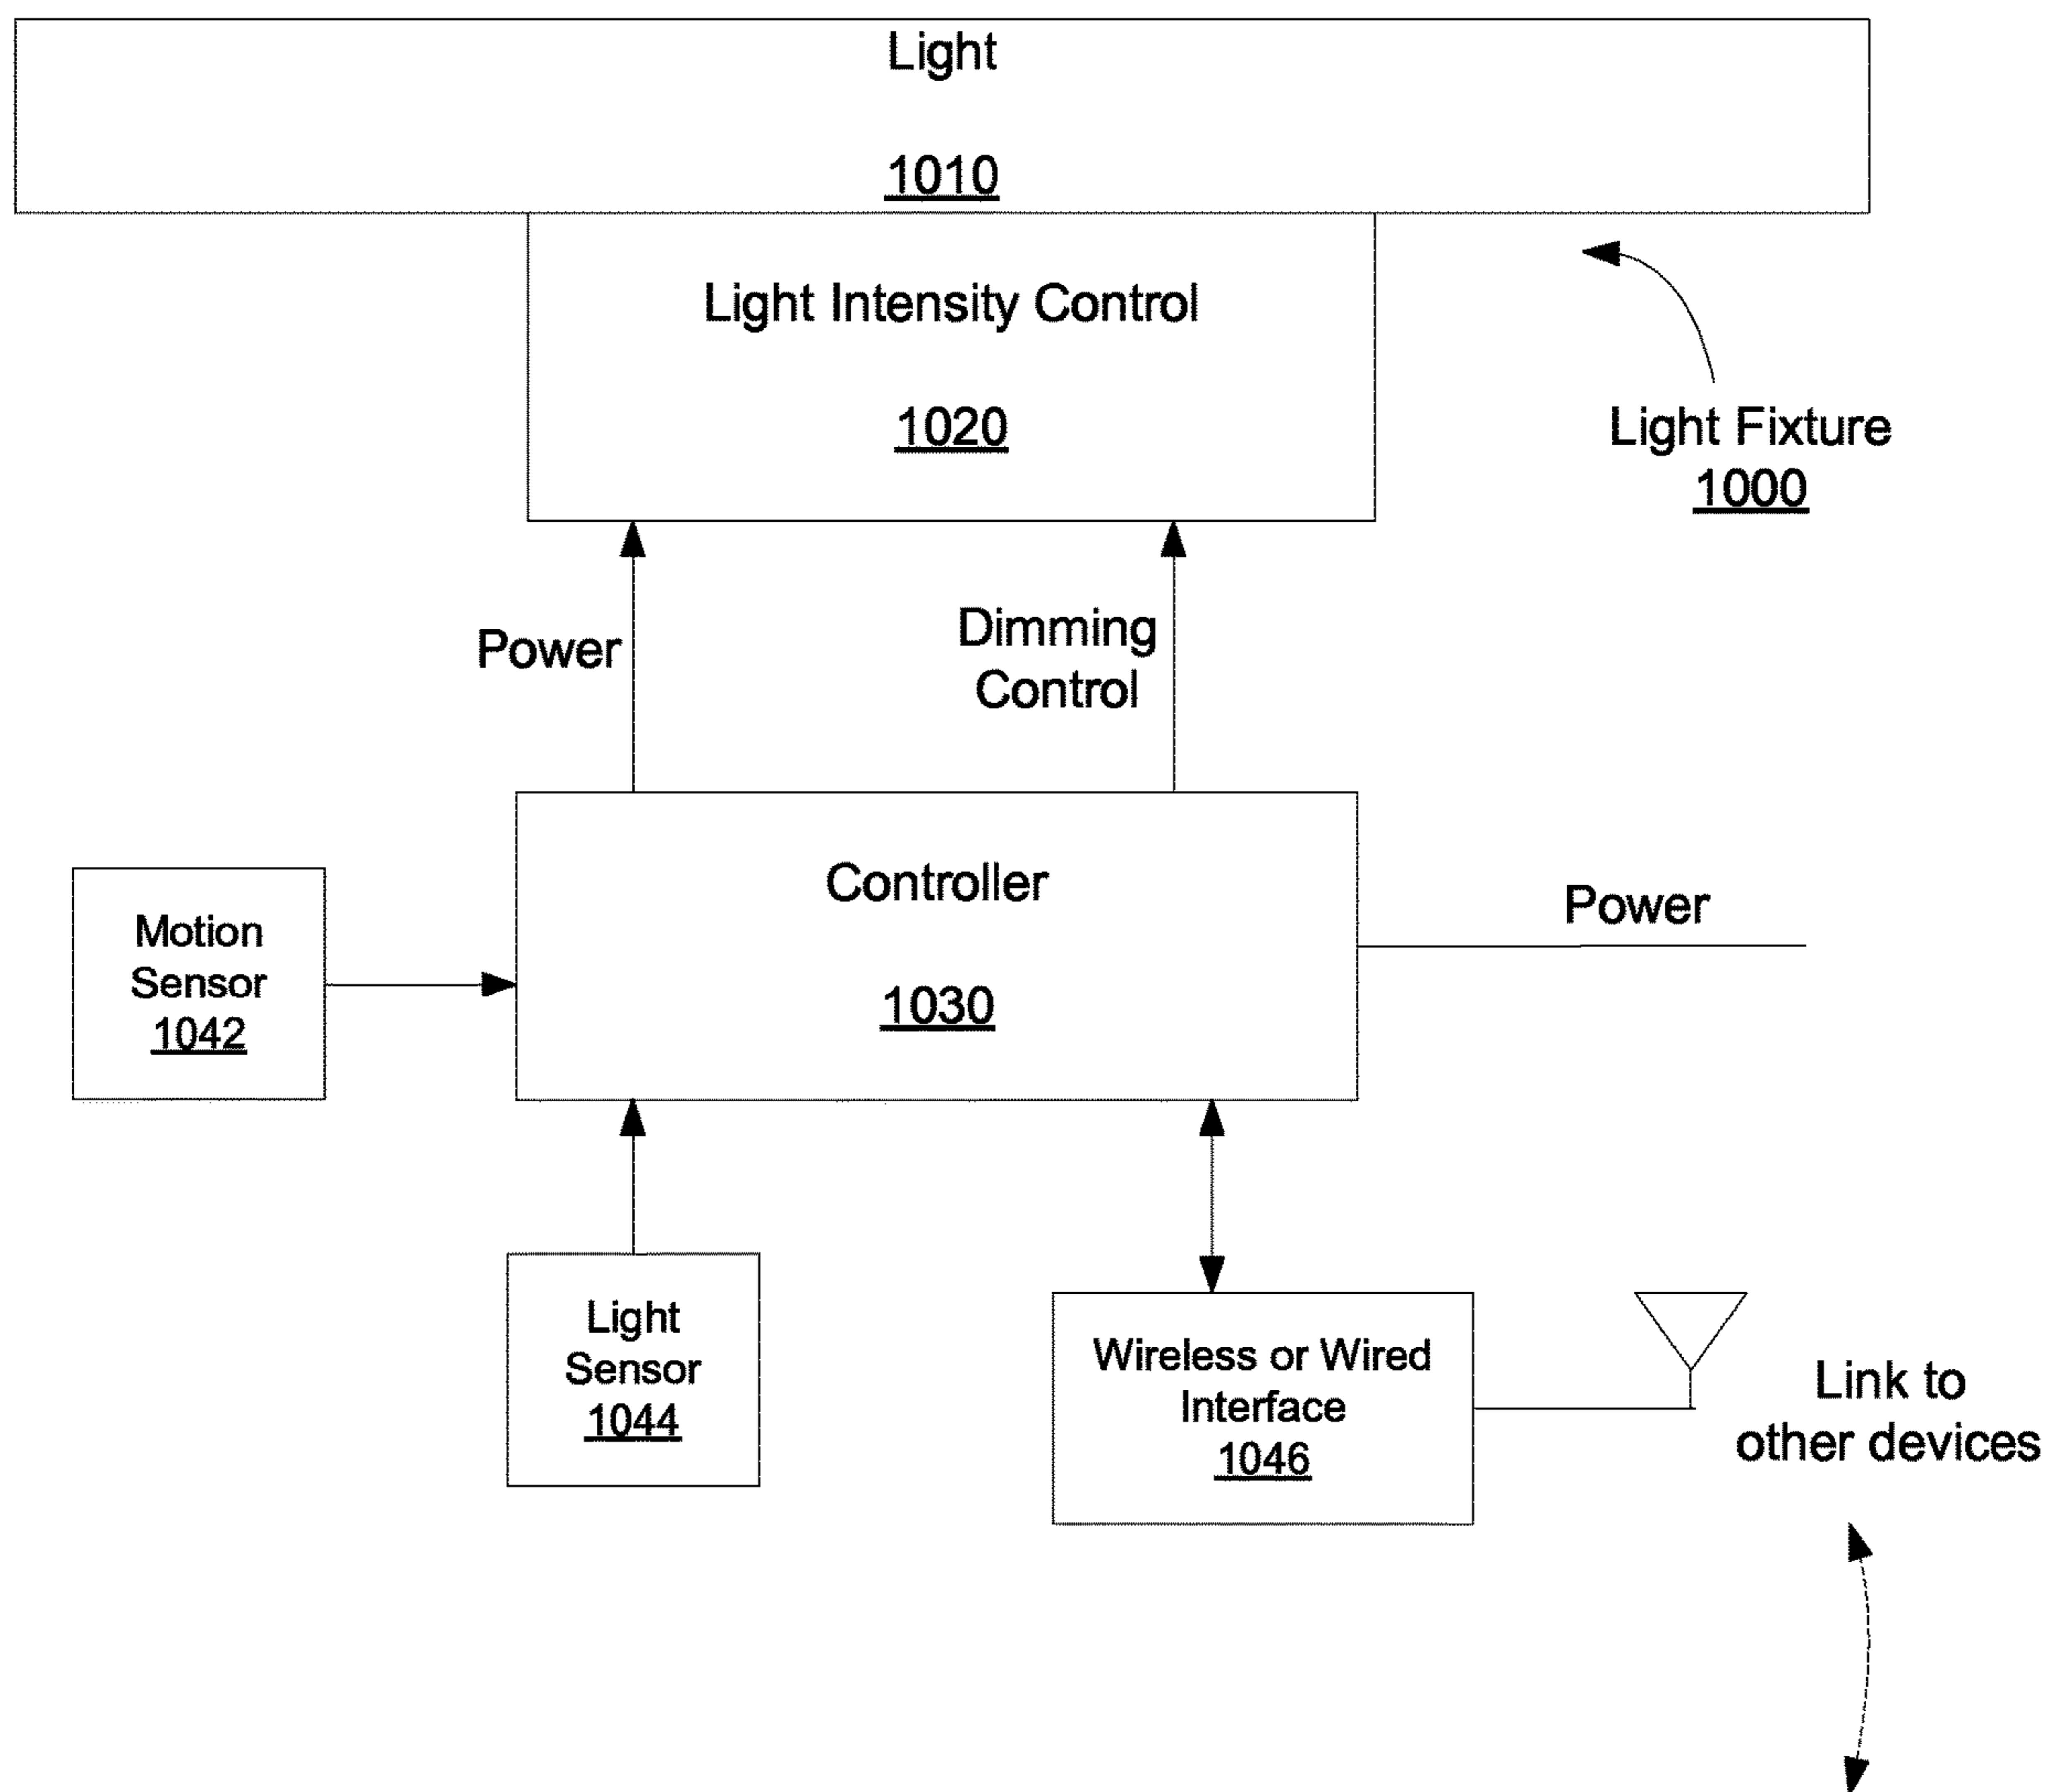 Light
1010
Light Intensity Control
1020
Light Fixture
1000
Power
Dimming
Control
Controller
1030
Power
Motion
Sensor
1042
Light
Sensor
1044
Wireless or Wired
Interface
1046
Link to
other devices